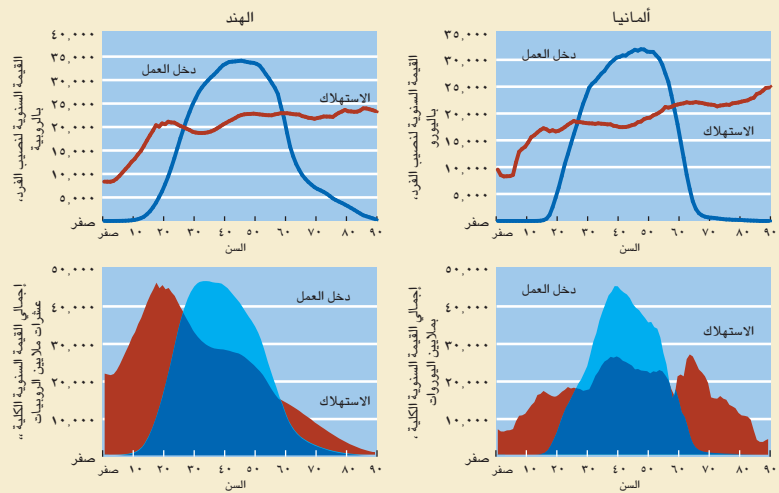 ألمانيا
القيمة السنوية لنصيب الفرد،
باليورو
٣٥,٠٠٠
٣٠,٠٠٠
٢٥,٠٠٠
٢٠,٠٠٠
١٥,٠٠٠
١٠,٠٠٠
٥,٠٠٠
صفر
دخل العمل
الاستهلاك
صفر ١٠ ٢٠ ٣٠ ٤٠ ٥٠ ٦٠ ٧٠ ٨٠ ٩٠
السن
الهند
القيمة السنوية لنصيب الفرد،
بالروبية
٤٠,٠٠٠
٣٥,٠٠٠
٣٠,٠٠٠
٢٥,٠٠٠
٢٠,٠٠٠
١٥,٠٠٠
١٠,٠٠٠
٥,٠٠٠
صفر
دخل العمل
الاستهلاك
صفر ١٠ ٢٠ ٣٠ ٤٠ ٥٠ ٦٠ ٧٠ ٨٠ ٩٠
السن
إجمالي القيمة السنوية الكلية ،
بملايين اليوروات
٥٠,٠٠٠
٦٠,٠٠٠
٣٠,٠٠٠
٢٠,٠٠٠
١٠,٠٠٠
صفر
دخل العمل
الاستهلاك
صفر ١٠ ٢٠ ٣٠ ٤٠ ٥٠ ٦٠ ٧٠ ٨٠ ٩٠
السن
إجمالي القيمة السنوية الكلية ،،
عشرات ملايين الروبيات
٥٠,٠٠٠
٦٠,٠٠٠
٣٠,٠٠٠
٢٠,٠٠٠
١٠,٠٠٠
صفر
دخل العمل
الاستهلاك
صفر ١٠ ٢٠ ٣٠ ٤٠ ٥٠ ٦٠ ٧٠ ٨٠ ٩٠
السن